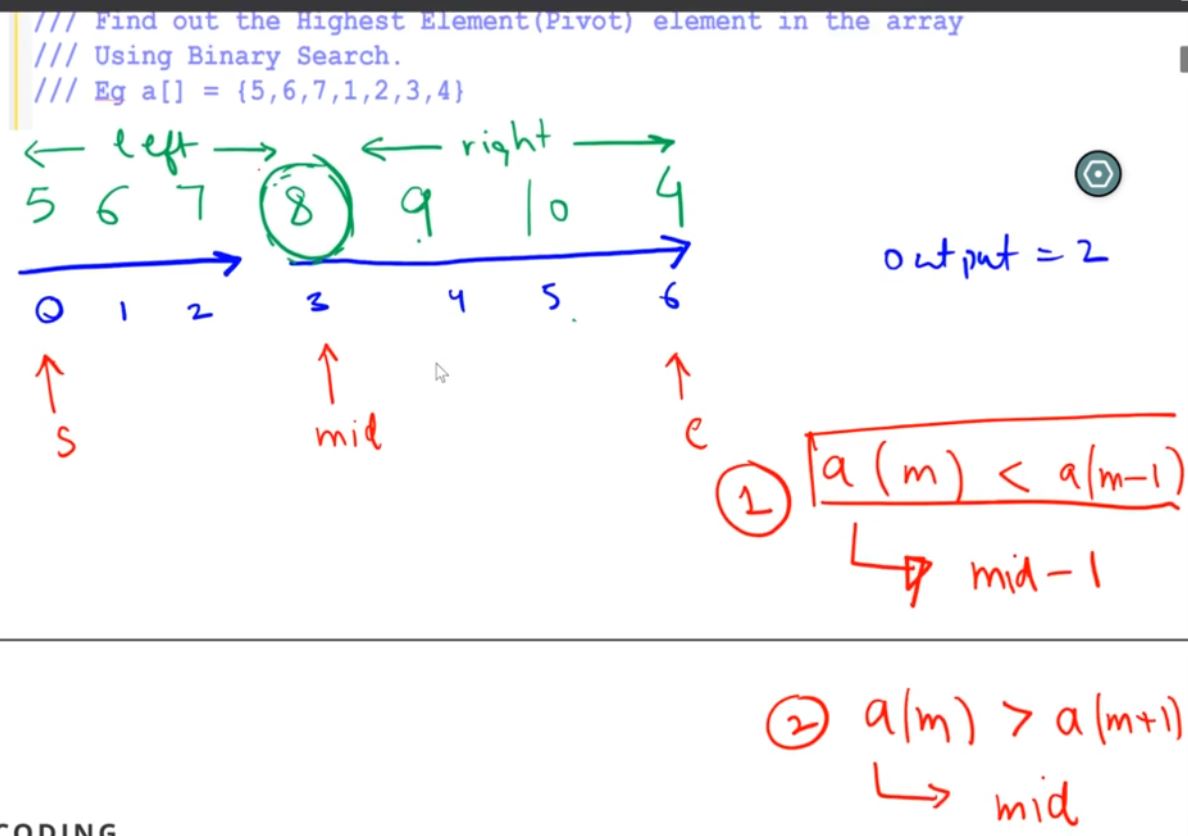 /// Find out the Highest Element(Pivot) element in the array
/// Using Binary Search.
/// Eg a[] = {5,6,7,1,2,3,4}
left right
5 6 7 8 9 10 4
output = 2
0 1 2 3 4 5 6
s mid e
1 a(m) < a(m-1)
mid-1
2 a(m) > a(m+1)
mid
CODING